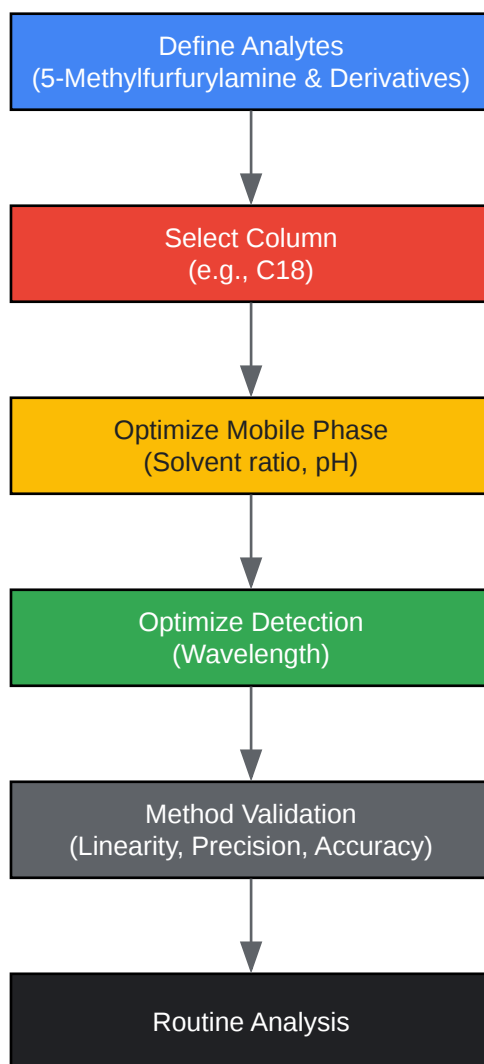 Define Analytes
(5-Methylfurfurylamine & Derivatives)
Select Column
(e.g., C18)
Optimize Mobile Phase
(Solvent ratio, pH)
Optimize Detection
(Wavelength)
Method Validation
(Linearity, Precision, Accuracy)
Routine Analysis